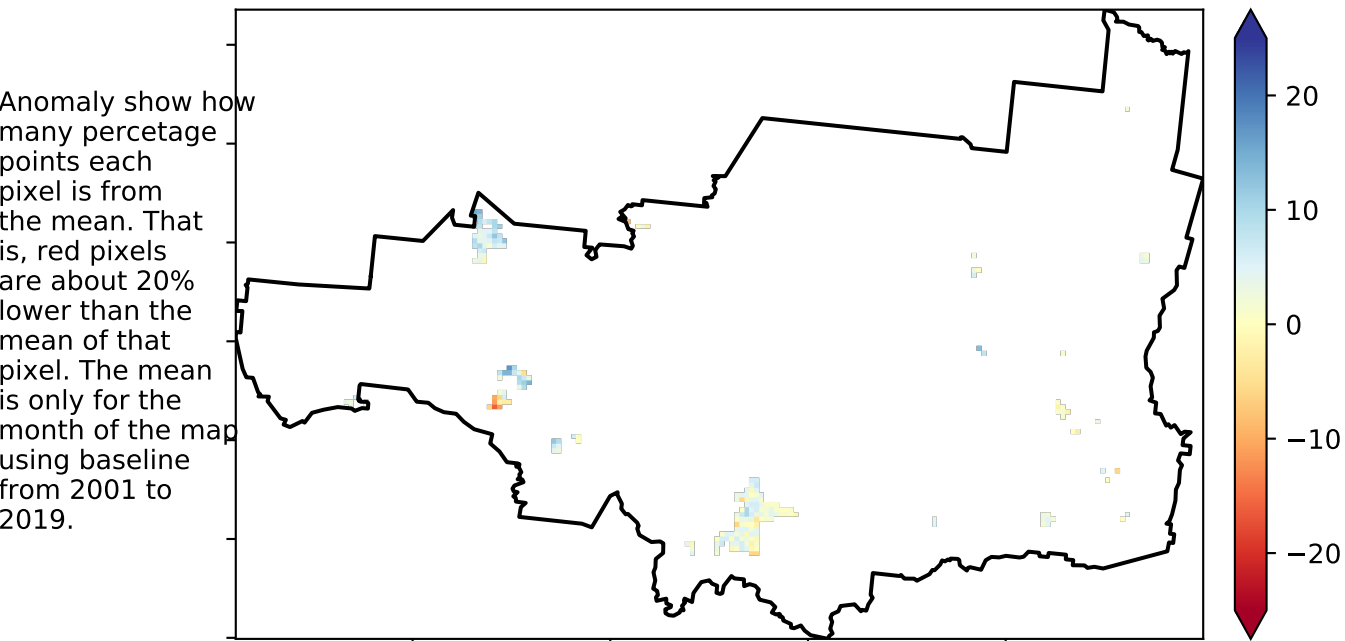 Anomaly show how
many percetage
points each
pixel is from
the mean. That
is, red pixels
are about 20%
lower than the
mean of that
pixel. The mean
is only for the
month of the map
using baseline
from 2001 to
2019.
20
10
0
−10
−20